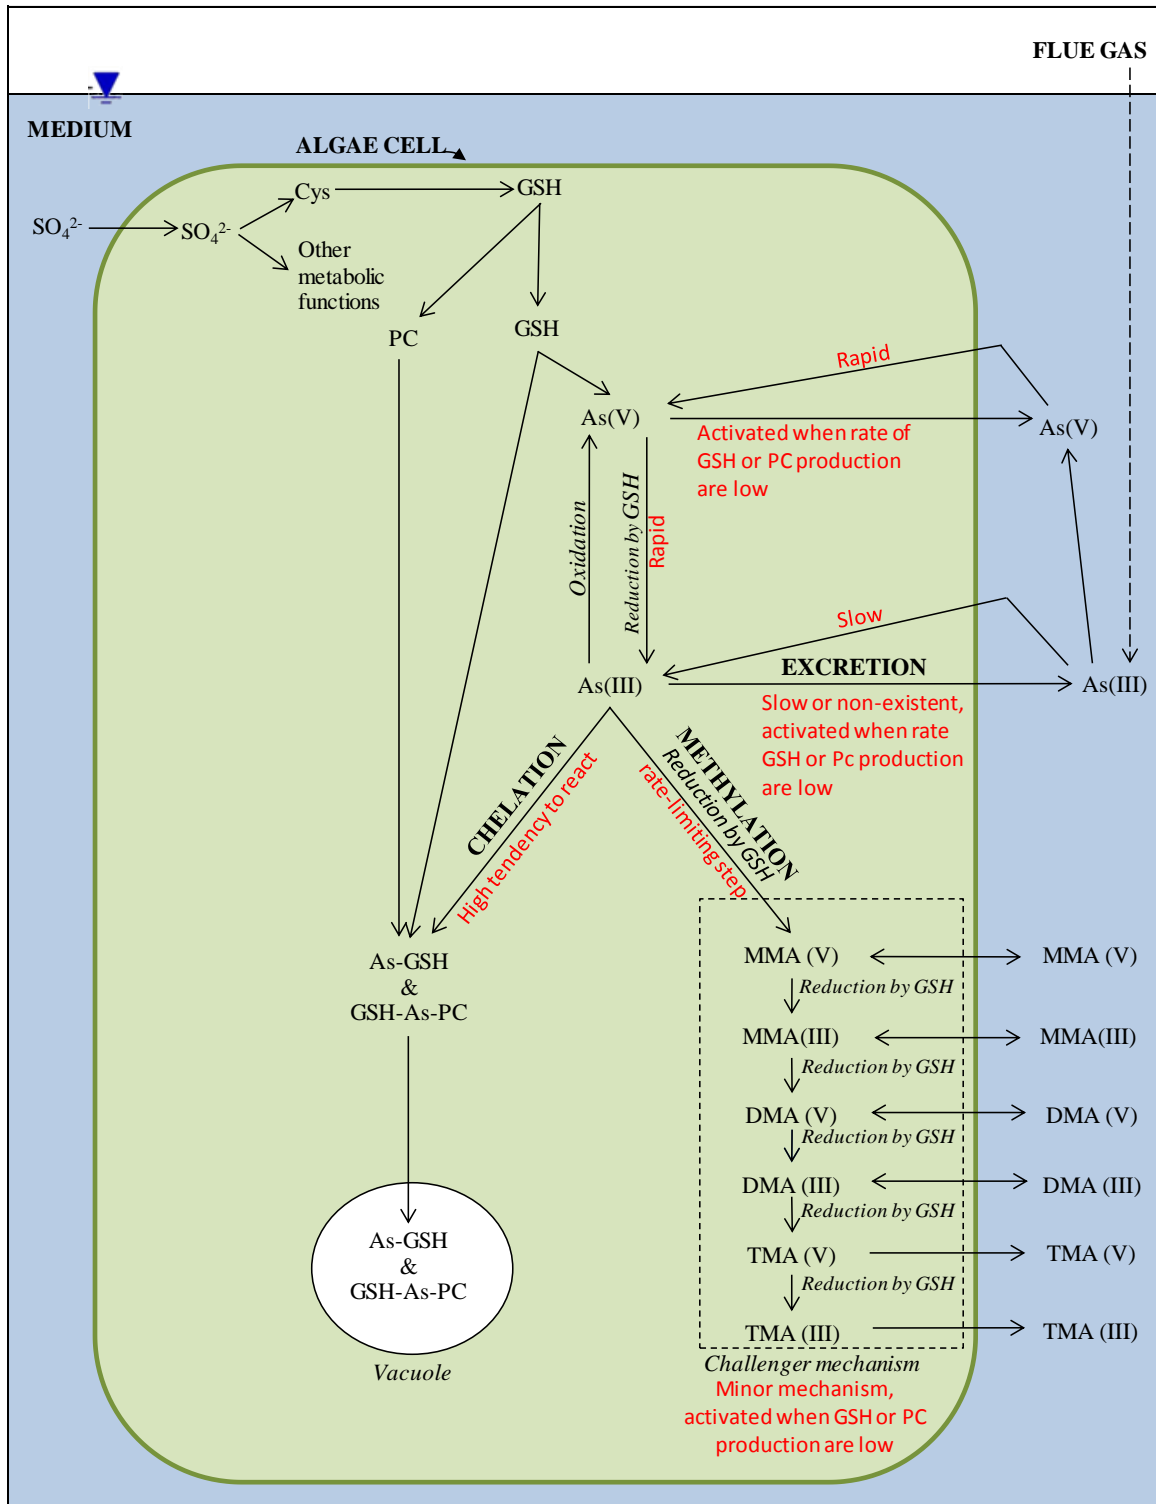 FLUE GAS
MEDIUM
ALGAE CELL
Cys
GSH
SO₄²⁻
SO₄²⁻
Other
metabolic
functions
PC
GSH
Rapid
As(V)
As(V)
Activated when rate of
GSH or PC production
are low
Oxidation
Reduction by GSH
Rapid
Slow
EXCRETION
As(III)
As(III)
Slow or non-existent,
activated when rate
GSH or Pc production
are low
CHELATION
High tendency to react
METHYLATION
Reduction by GSH
rate-limiting step
As-GSH
&
GSH-As-PC
MMA (V)
MMA (V)
Reduction by GSH
MMA(III)
MMA(III)
Reduction by GSH
DMA (V)
DMA (V)
Reduction by GSH
DMA (III)
DMA (III)
Reduction by GSH
TMA (V)
TMA (V)
Reduction by GSH
TMA (III)
TMA (III)
As-GSH
&
GSH-As-PC
Vacuole
Challenger mechanism
Minor mechanism,
activated when GSH or PC
production are low